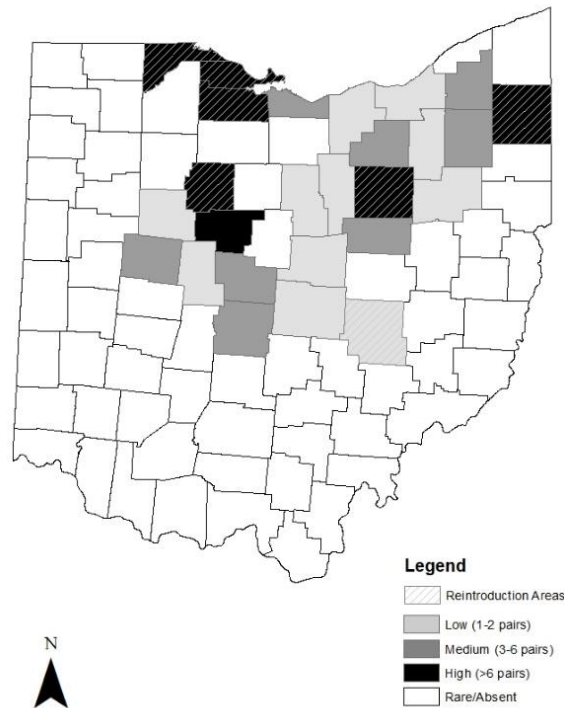 Legend
Reintroduction Areas
Low (1-2 pairs)
Medium (3-6 pairs)
High (>6 pairs)
Rare/Absent
N